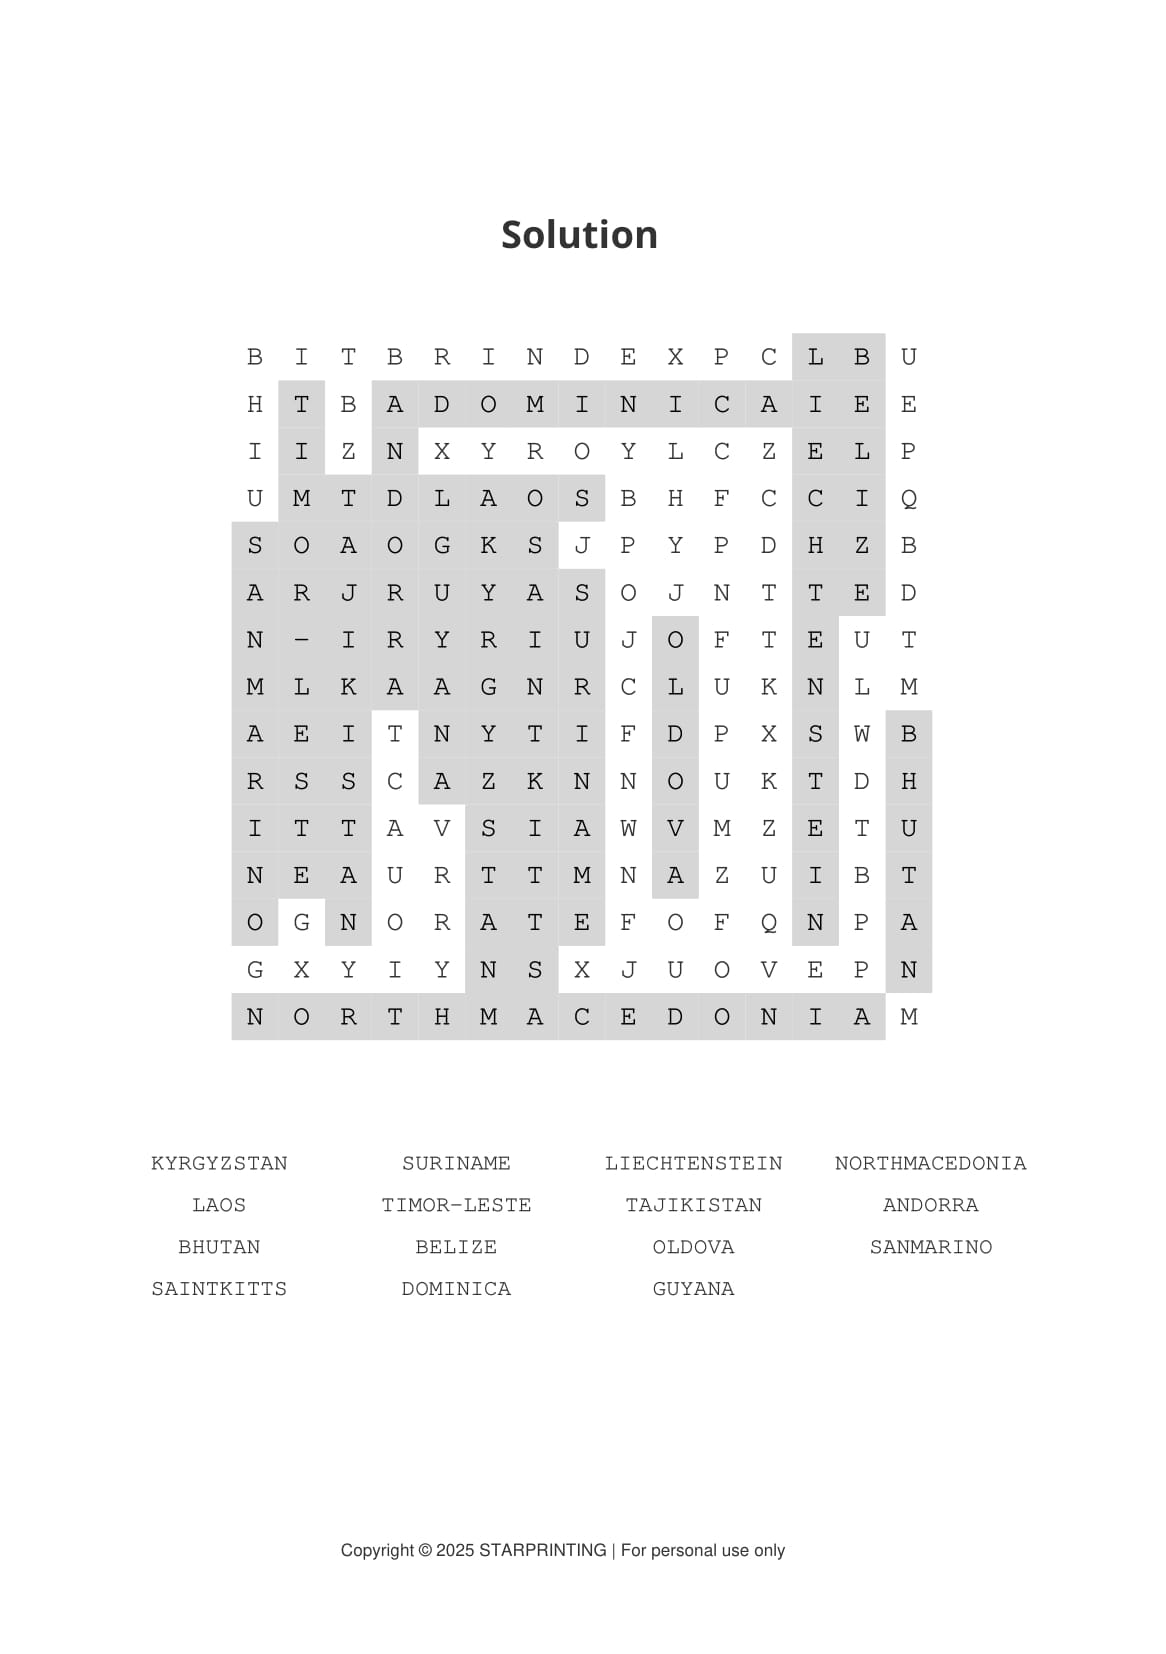 Solution
B I T B R I N D E X P C L B U
H T B A D O M I N I C A I E E
I I Z N X Y R O Y L C Z E L P
U M T D L A O S B H F C C I Q
S O A O G K S J P Y P D H Z B
A R J R U Y A S O J N T T E D
N - I R Y R I U J O F T E U T
M L K A A G N R C L U K N L M
A E I T N Y T I F D P X S W B
R S S C A Z K N N O U K T D H
I T T A V S I A W V M Z E T U
N E A U R T T M N A Z U I B T
O G N O R A T E F O F Q N P A
G X Y I Y N S X J U O V E P N
N O R T H M A C E D O N I A M
KYRGYZSTAN SURINAME LIECHTENSTEIN NORTHMACEDONIA
LAOS TIMOR-LESTE TAJIKISTAN ANDORRA
BHUTAN BELIZE OLDOVA SANMARINO
SAINTKITTS DOMINICA GUYANA
Copyright © 2025 STARPRINTING | For personal use only